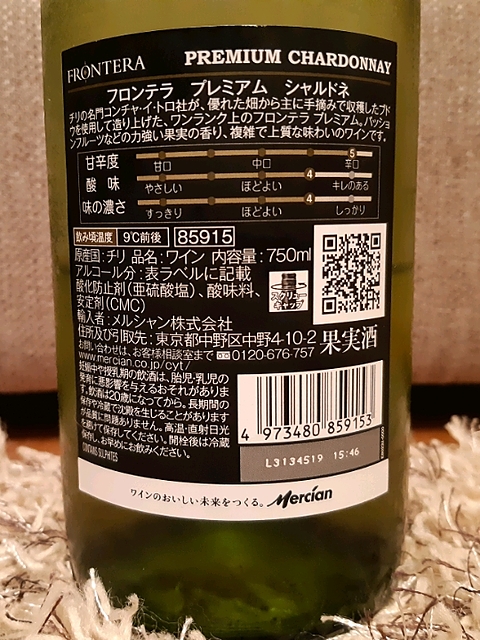 FRONTERA PREMIUM CHARDONNAY
フロンテラ プレミアム シャルドネ
チリの名門コンチャ・イ・トロ社が、優れた畑から主に手摘みで収穫したブド
ウを使用して造り上げた、ワンランク上のフロンテラ プレミアム。パッショ
ンフルーツなどの力強い果実の香り、複雑で上質な味わいのワインです。
甘辛度 5
甘口 中口 辛口
酸味 4
やさしい ほどよい キレのある
味の濃さ 4
すっきり ほどよい しっかり
飲み頃温度 9℃前後 85915
原産国:チリ 品名:ワイン 内容量:750ml
アルコール分:表ラベルに記載
酸化防止剤(亜硫酸塩)、酸味料、
安定剤(CMC)
スクリュー
キャップ
輸入者:メルシャン株式会社
住所及び引取先:東京都中野区中野4-10-2
果実酒
お問い合わせは、お客様相談室まで 0120-676-757
www.mercian.co.jp/cyt/
妊娠中や授乳期の飲酒は、胎児・乳児の
発育に悪影響を与えるおそれがありま
す。飲酒は20歳になってから。長期間の
保存や冷蔵で沈殿を生じることがあります
が品質に問題ありません。高温・直射日光
を避けて保存してください。開栓後は冷蔵
保存し、お早めにお飲みください。
CONTAINS SULPHITES
4 973480 859153
L3134519 15:46
ワインのおいしい未来をつくる。 Mercian